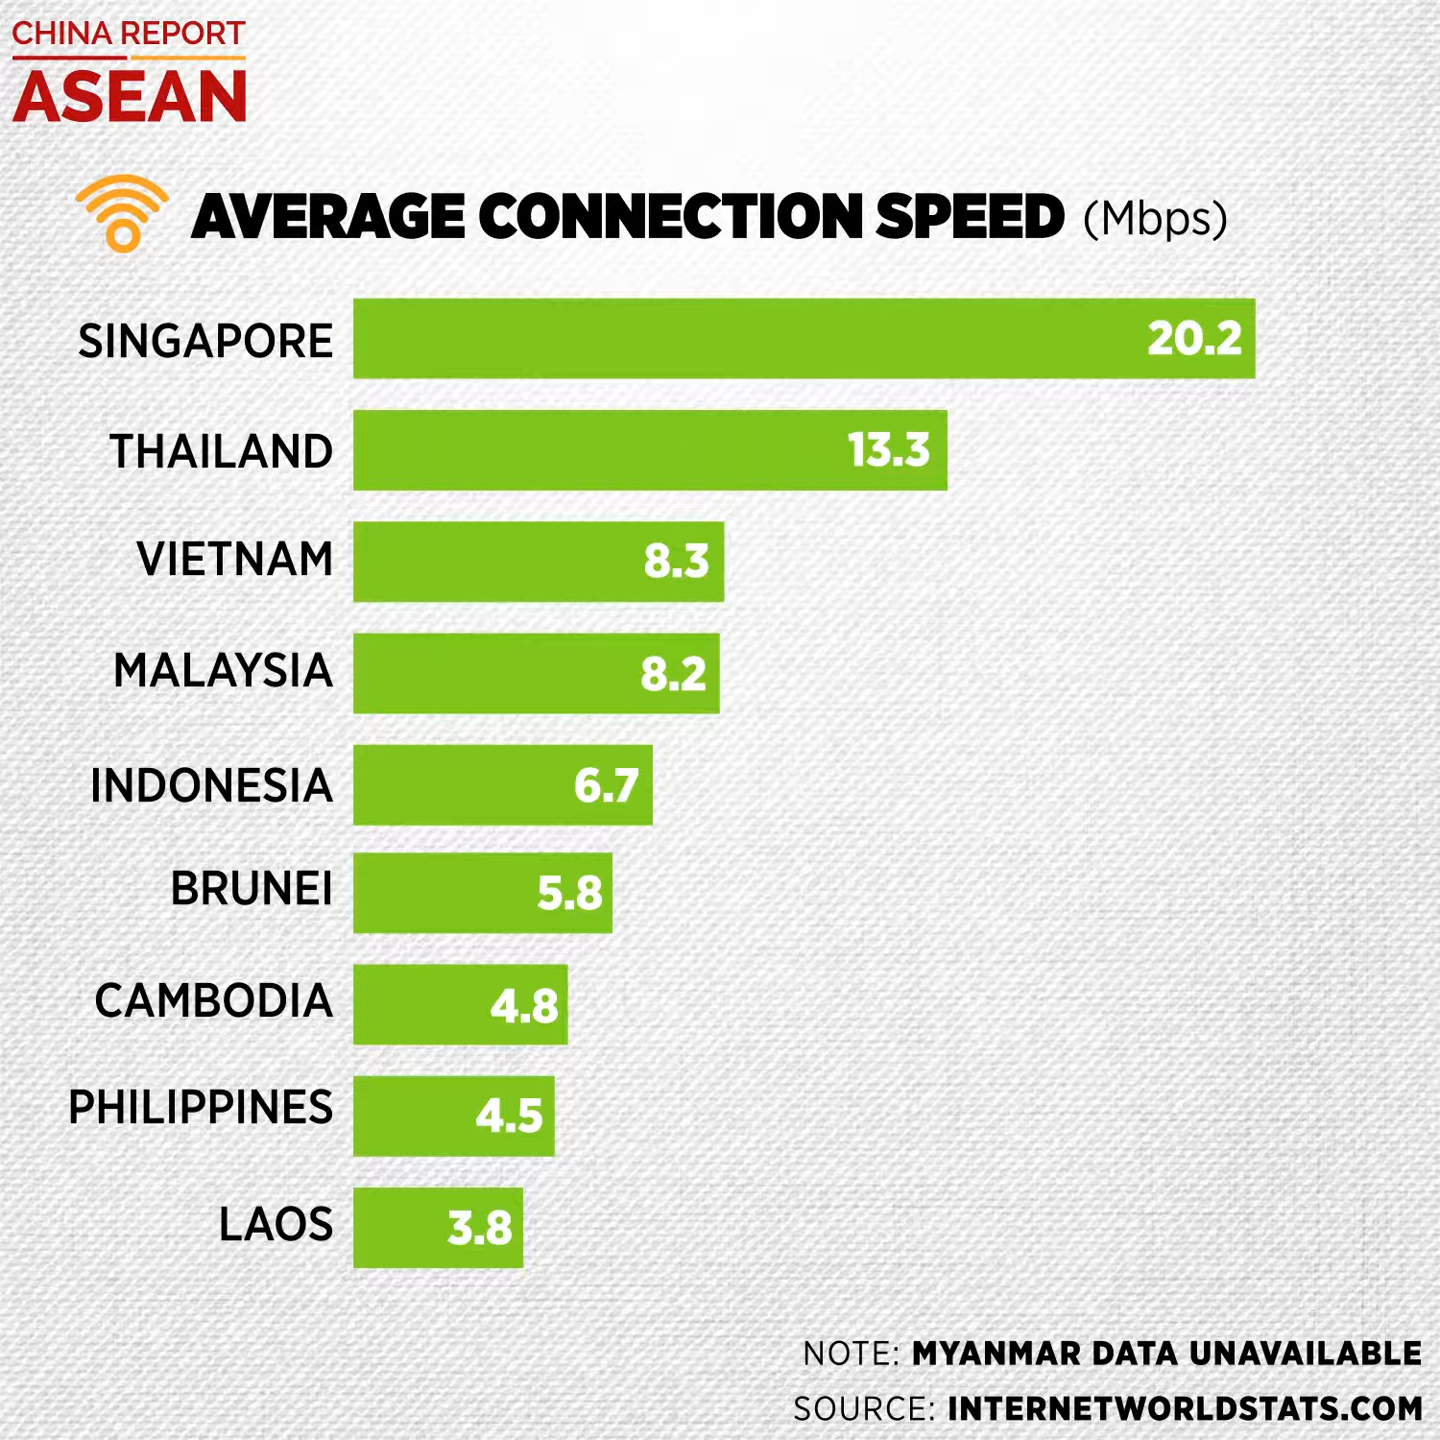 CHINA REPORT
ASEAN
AVERAGE CONNECTION SPEED (Mbps)
SINGAPORE 20.2
THAILAND 13.3
VIETNAM 8.3
MALAYSIA 8.2
INDONESIA 6.7
BRUNEI 5.8
CAMBODIA 4.8
PHILIPPINES 4.5
LAOS 3.8
NOTE: MYANMAR DATA UNAVAILABLE
SOURCE: INTERNETWORLDSTATS.COM